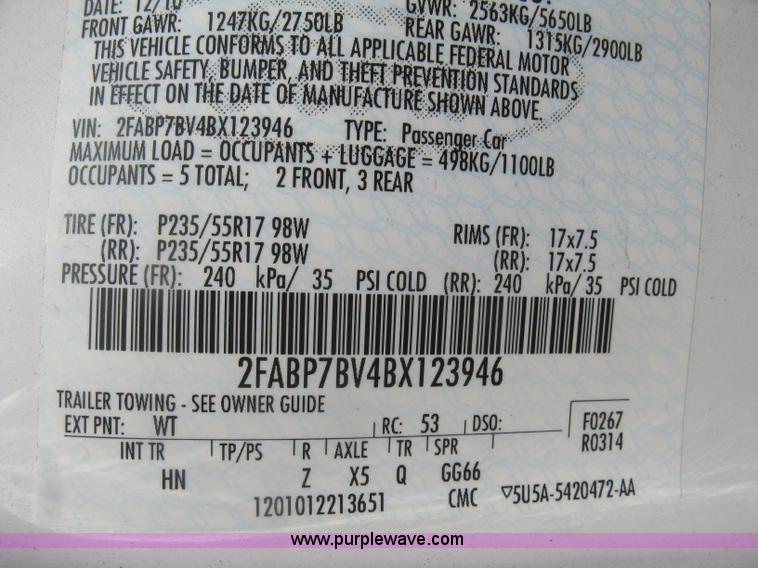 DATE: 12/10
GVWR: 2563KG/5650LB
FRONT GAWR: 1247KG/2750LB REAR GAWR: 1315KG/2900LB
THIS VEHICLE CONFORMS TO ALL APPLICABLE FEDERAL MOTOR
VEHICLE SAFETY, BUMPER, AND THEFT PREVENTION STANDARDS
IN EFFECT ON THE DATE OF MANUFACTURE SHOWN ABOVE.
VIN: 2FABP7BV4BX123946 TYPE: Passenger Car
MAXIMUM LOAD = OCCUPANTS + LUGGAGE = 498KG/1100LB
OCCUPANTS = 5 TOTAL; 2 FRONT, 3 REAR
TIRE (FR): P235/55R17 98W RIMS (FR): 17x7.5
(RR): P235/55R17 98W (RR): 17x7.5
PRESSURE (FR): 240 kPa/ 35 PSI COLD (RR): 240 kPa/ 35 PSI COLD
2FABP7BV4BX123946
TRAILER TOWING - SEE OWNER GUIDE
EXT PNT: WT RC: 53 DSO: F0267
R0314
INT TR TP/PS R AXLE TR SPR
HN Z X5 Q GG66
1201012213651 CMC ▽5U5A-5420472-AA
www.purplewave.com